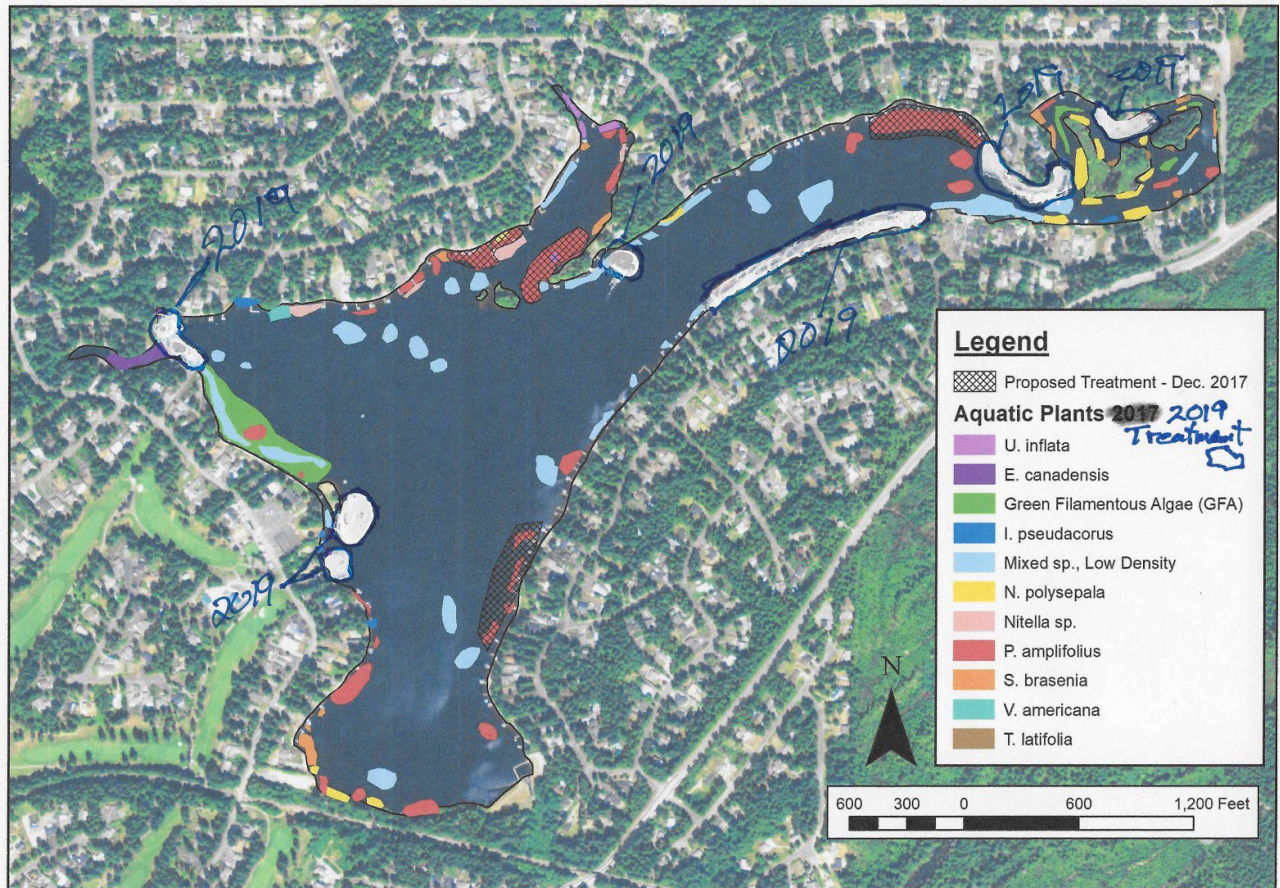 2019
2019
2019
2019
2019
2019
Legend
Proposed Treatment - Dec. 2017
Aquatic Plants 2017 2019
Treatment
U. inflata
E. canadensis
Green Filamentous Algae (GFA)
I. pseudacorus
Mixed sp., Low Density
N. polysepala
Nitella sp.
P. amplifolius
S. brasenia
V. americana
T. latifolia
N
600 300 0 600 1,200 Feet